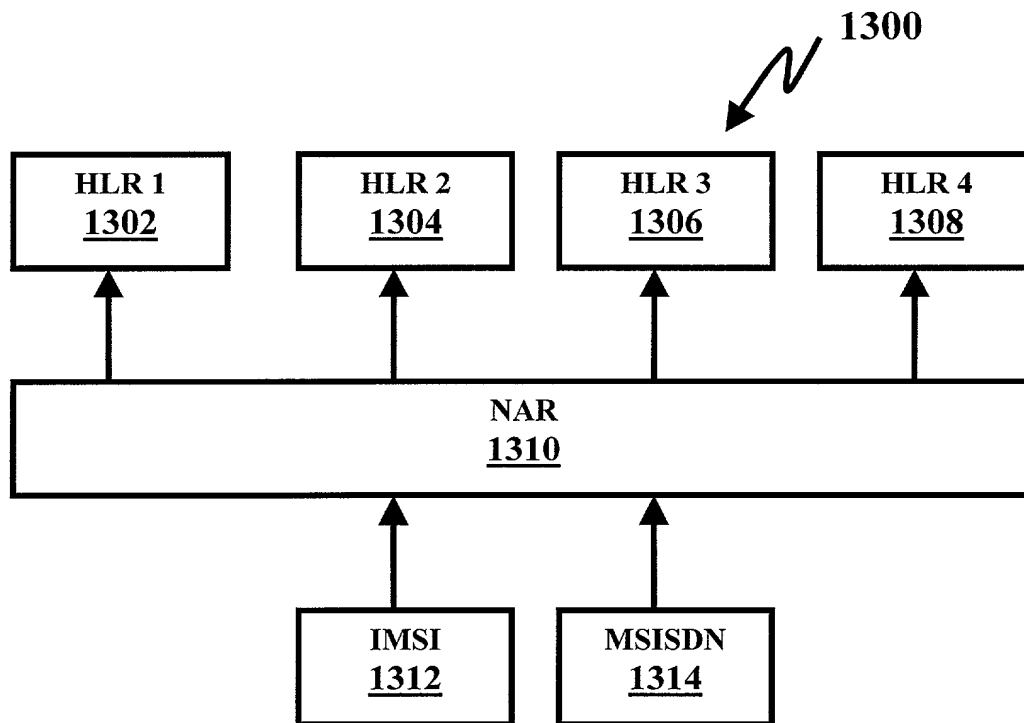 1300
HLR 1
1302
HLR 2
1304
HLR 3
1306
HLR 4
1308
NAR
1310
IMSI
1312
MSISDN
1314